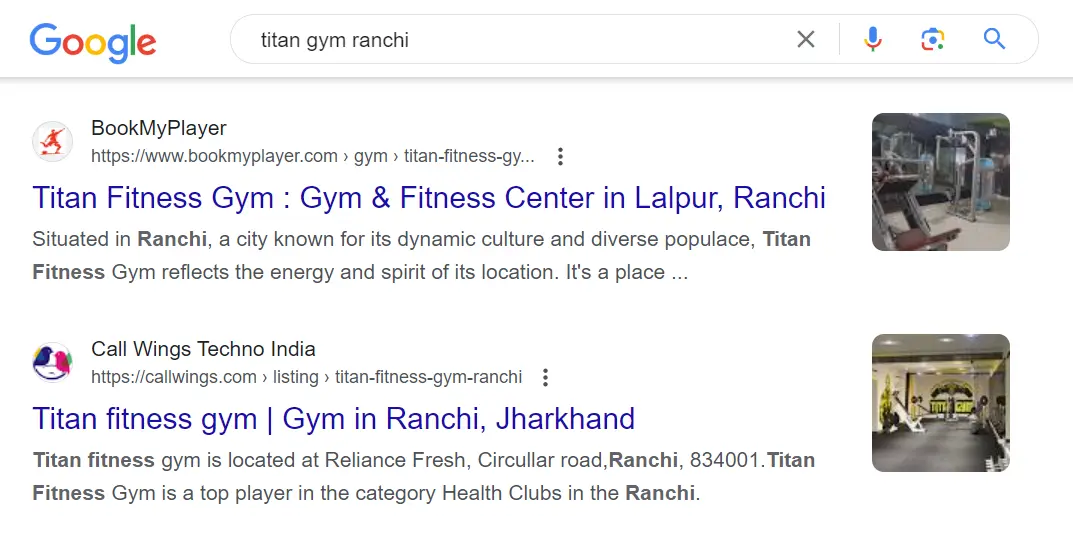 Google
titan gym ranchi
BookMyPlayer
https://www.bookmyplayer.com › gym › titan-fitness-gy...
Titan Fitness Gym : Gym & Fitness Center in Lalpur, Ranchi
Situated in Ranchi, a city known for its dynamic culture and diverse populace, Titan
Fitness Gym reflects the energy and spirit of its location. It's a place ...
Call Wings Techno India
https://callwings.com › listing › titan-fitness-gym-ranchi
Titan fitness gym | Gym in Ranchi, Jharkhand
Titan fitness gym is located at Reliance Fresh, Circullar road,Ranchi, 834001.Titan
Fitness Gym is a top player in the category Health Clubs in the Ranchi.